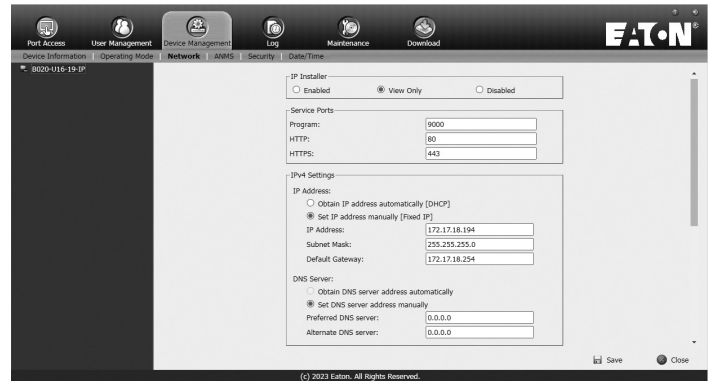 Port Access User Management Device Management Log Maintenance Download EATON®
Device Information | Operating Mode | Network | ANMS | Security | Date/Time
B020-U16-19-IP
IP Installer
Enabled View Only Disabled
Service Ports
Program: 9000
HTTP: 80
HTTPS: 443
IPv4 Settings
IP Address:
Obtain IP address automatically [DHCP]
Set IP address manually [Fixed IP]
IP Address: 172.17.18.194
Subnet Mask: 255.255.255.0
Default Gateway: 172.17.18.254
DNS Server:
Obtain DNS server address automatically
Set DNS server address manually
Preferred DNS server: 0.0.0.0
Alternate DNS server: 0.0.0.0
Save Close
(c) 2023 Eaton. All Rights Reserved.